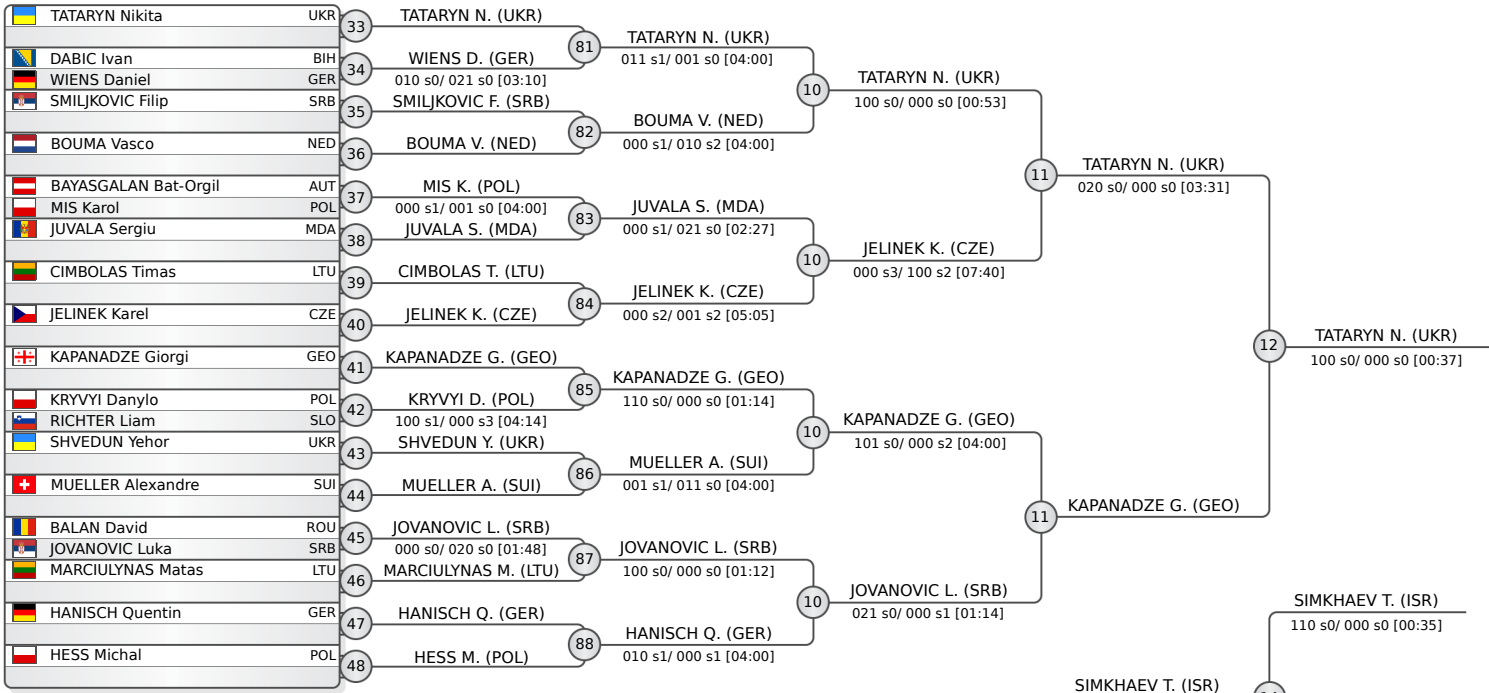 TATARYN Nikita UKR
DABIC Ivan BIH
WIENS Daniel GER
SMILJKOVIC Filip SRB
BOUMA Vasco NED
BAYASGALAN Bat-Orgil AUT
MIS Karol POL
JUVALA Sergiu MDA
CIMBOLAS Timas LTU
JELINEK Karel CZE
KAPANADZE Giorgi GEO
KRYVYI Danylo POL
RICHTER Liam SLO
SHVEDUN Yehor UKR
MUELLER Alexandre SUI
BALAN David ROU
JOVANOVIC Luka SRB
MARCIULYNAS Matas LTU
HANISCH Quentin GER
HESS Michal POL
33
TATARYN N. (UKR)
34
WIENS D. (GER)
010 s0/ 021 s0 [03:10]
35
SMILJKOVIC F. (SRB)
36
BOUMA V. (NED)
37
MIS K. (POL)
000 s1/ 001 s0 [04:00]
38
JUVALA S. (MDA)
39
CIMBOLAS T. (LTU)
40
JELINEK K. (CZE)
41
KAPANADZE G. (GEO)
42
KRYVYI D. (POL)
100 s1/ 000 s3 [04:14]
43
SHVEDUN Y. (UKR)
44
MUELLER A. (SUI)
45
JOVANOVIC L. (SRB)
000 s0/ 020 s0 [01:48]
46
MARCIULYNAS M. (LTU)
47
HANISCH Q. (GER)
48
HESS M. (POL)
81
TATARYN N. (UKR)
011 s1/ 001 s0 [04:00]
82
BOUMA V. (NED)
000 s1/ 010 s2 [04:00]
83
JUVALA S. (MDA)
000 s1/ 021 s0 [02:27]
84
JELINEK K. (CZE)
000 s2/ 001 s2 [05:05]
85
KAPANADZE G. (GEO)
110 s0/ 000 s0 [01:14]
86
MUELLER A. (SUI)
001 s1/ 011 s0 [04:00]
87
JOVANOVIC L. (SRB)
100 s0/ 000 s0 [01:12]
88
HANISCH Q. (GER)
010 s1/ 000 s1 [04:00]
10
TATARYN N. (UKR)
100 s0/ 000 s0 [00:53]
10
JELINEK K. (CZE)
000 s3/ 100 s2 [07:40]
10
KAPANADZE G. (GEO)
101 s0/ 000 s2 [04:00]
10
JOVANOVIC L. (SRB)
021 s0/ 000 s1 [01:14]
11
TATARYN N. (UKR)
020 s0/ 000 s0 [03:31]
11
KAPANADZE G. (GEO)
12
TATARYN N. (UKR)
100 s0/ 000 s0 [00:37]
SIMKHAEV T. (ISR)
110 s0/ 000 s0 [00:35]
SIMKHAEV T. (ISR)